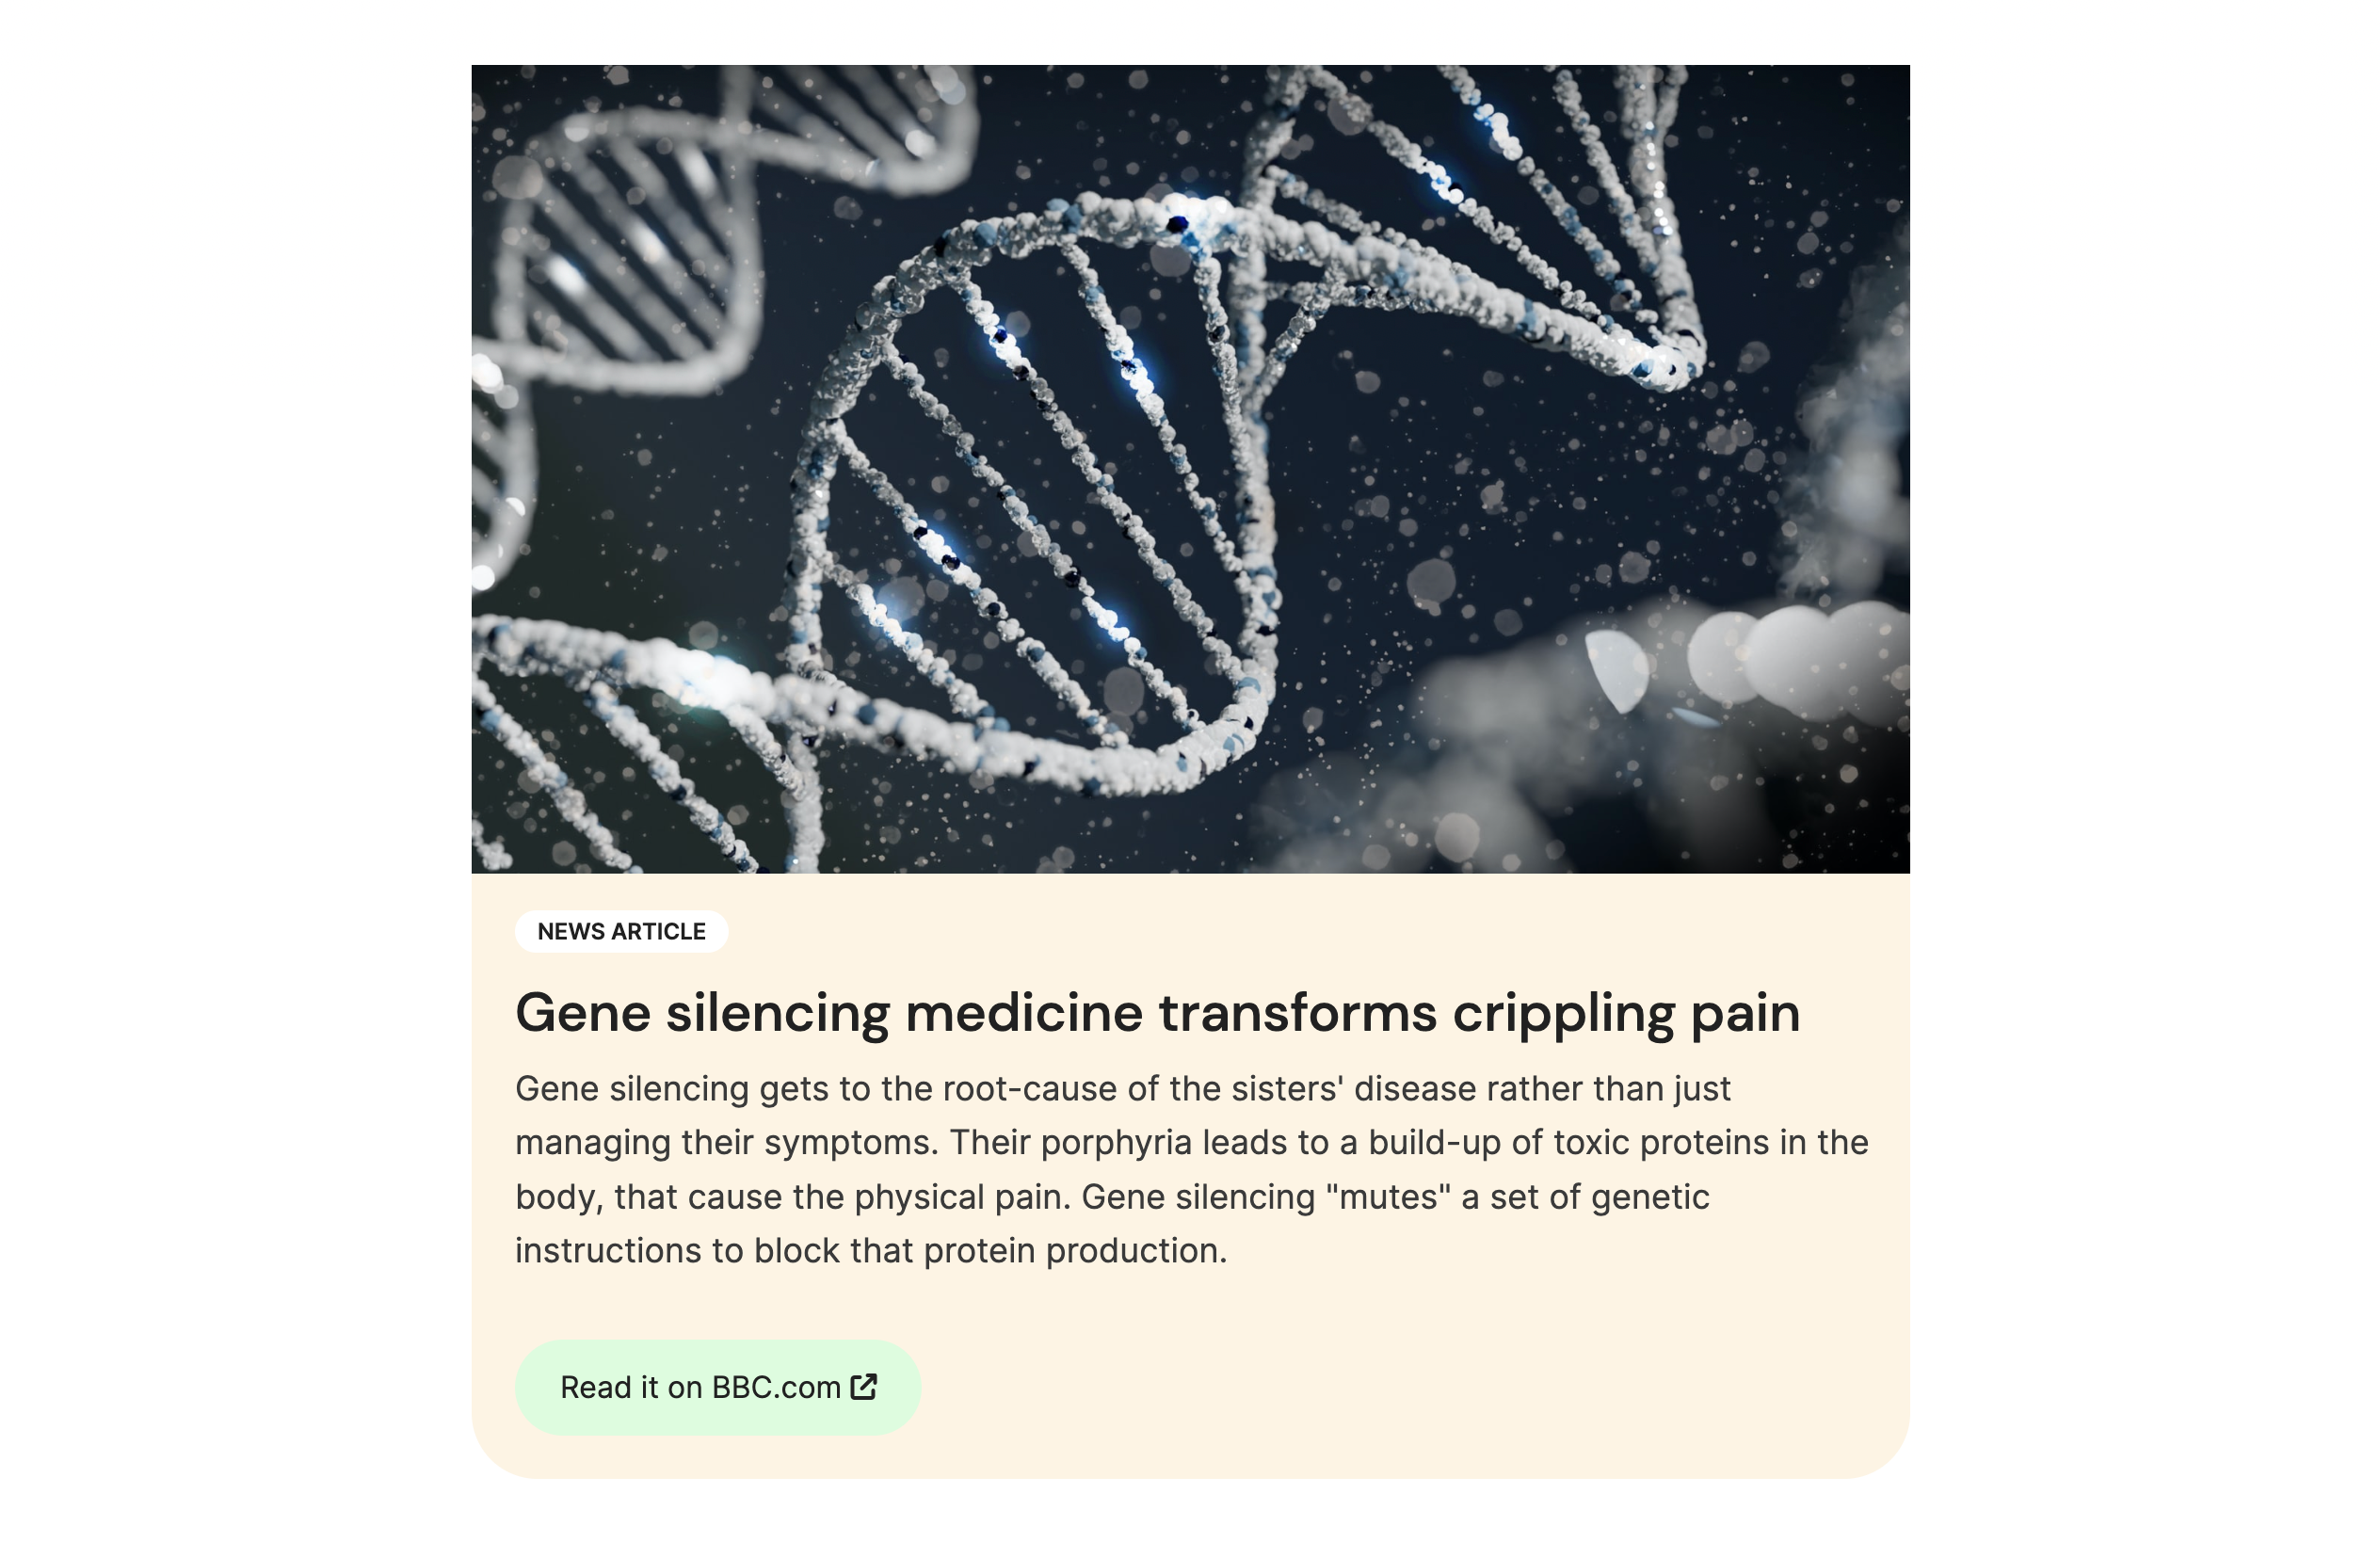 NEWS ARTICLE
Gene silencing medicine transforms crippling pain
Gene silencing gets to the root-cause of the sisters' disease rather than just
managing their symptoms. Their porphyria leads to a build-up of toxic proteins in the
body, that cause the physical pain. Gene silencing "mutes" a set of genetic
instructions to block that protein production.
Read it on BBC.com